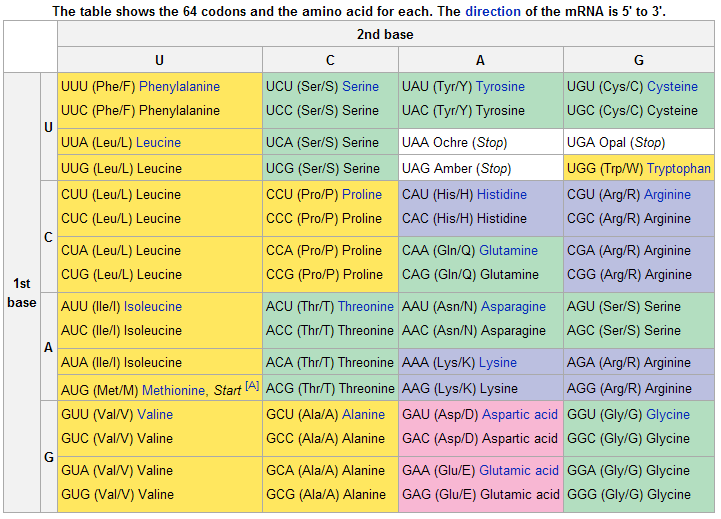 The table shows the 64 codons and the amino acid for each. The direction of the mRNA is 5' to 3'.
2nd base
U C A G
1st base
U
UUU (Phe/F) Phenylalanine UCU (Ser/S) Serine UAU (Tyr/Y) Tyrosine UGU (Cys/C) Cysteine
UUC (Phe/F) Phenylalanine UCC (Ser/S) Serine UAC (Tyr/Y) Tyrosine UGC (Cys/C) Cysteine
UUA (Leu/L) Leucine UCA (Ser/S) Serine UAA Ochre (Stop) UGA Opal (Stop)
UUG (Leu/L) Leucine UCG (Ser/S) Serine UAG Amber (Stop) UGG (Trp/W) Tryptophan
C
CUU (Leu/L) Leucine CCU (Pro/P) Proline CAU (His/H) Histidine CGU (Arg/R) Arginine
CUC (Leu/L) Leucine CCC (Pro/P) Proline CAC (His/H) Histidine CGC (Arg/R) Arginine
CUA (Leu/L) Leucine CCA (Pro/P) Proline CAA (Gln/Q) Glutamine CGA (Arg/R) Arginine
CUG (Leu/L) Leucine CCG (Pro/P) Proline CAG (Gln/Q) Glutamine CGG (Arg/R) Arginine
A
AUU (Ile/I) Isoleucine ACU (Thr/T) Threonine AAU (Asn/N) Asparagine AGU (Ser/S) Serine
AUC (Ile/I) Isoleucine ACC (Thr/T) Threonine AAC (Asn/N) Asparagine AGC (Ser/S) Serine
AUA (Ile/I) Isoleucine ACA (Thr/T) Threonine AAA (Lys/K) Lysine AGA (Arg/R) Arginine
AUG (Met/M) Methionine, Start [A] ACG (Thr/T) Threonine AAG (Lys/K) Lysine AGG (Arg/R) Arginine
G
GUU (Val/V) Valine GCU (Ala/A) Alanine GAU (Asp/D) Aspartic acid GGU (Gly/G) Glycine
GUC (Val/V) Valine GCC (Ala/A) Alanine GAC (Asp/D) Aspartic acid GGC (Gly/G) Glycine
GUA (Val/V) Valine GCA (Ala/A) Alanine GAA (Glu/E) Glutamic acid GGA (Gly/G) Glycine
GUG (Val/V) Valine GCG (Ala/A) Alanine GAG (Glu/E) Glutamic acid GGG (Gly/G) Glycine